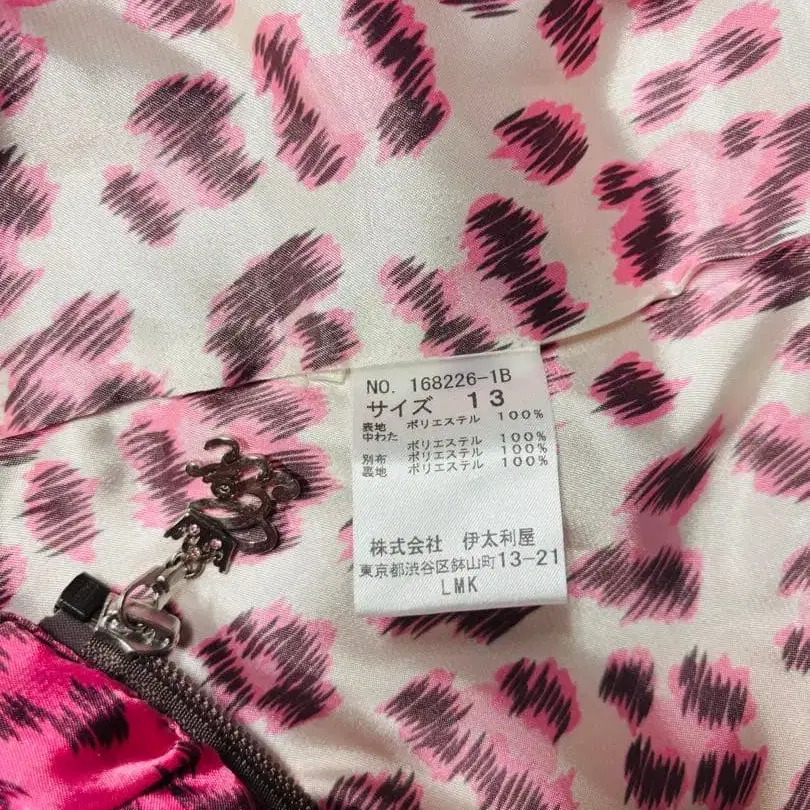 NO. 168226-1B
サイズ 13
表地 ポリエステル 100%
中わた ポリエステル 100%
別布 ポリエステル 100%
裏地 ポリエステル 100%
株式会社 伊太利屋
東京都渋谷区鉢山町13-21
LMK